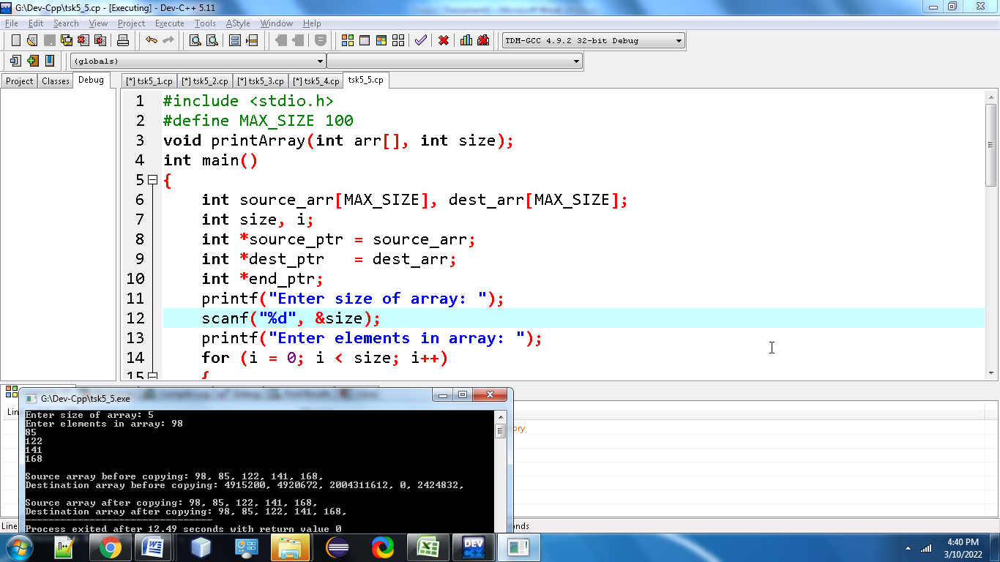 G:\Dev-Cpp\tsk5_5.cp - [Executing] - Dev-C++ 5.11
File Edit Search View Project Execute Tools AStyle Window Help
TDM-GCC 4.9.2 32-bit Debug
(globals)
Project Classes Debug
[*] tsk5_1.cp [*] tsk5_2.cp [*] tsk5_3.cp [*] tsk5_4.cp tsk5_5.cp
1 #include <stdio.h>
2 #define MAX_SIZE 100
3 void printArray(int arr[], int size);
4 int main()
5 {
6 int source_arr[MAX_SIZE], dest_arr[MAX_SIZE];
7 int size, i;
8 int *source_ptr = source_arr;
9 int *dest_ptr   = dest_arr;
10 int *end_ptr;
11 printf("Enter size of array: ");
12 scanf("%d", &size);
13 printf("Enter elements in array: ");
14 for (i = 0; i < size; i++)
15 {
G:\Dev-Cpp\tsk5_5.exe
Lin
ory
Enter size of array: 5
Enter elements in array: 98
85
122
141
168
Source array before copying: 98, 85, 122, 141, 168,
Destination array before copying: 4915200, 4920672, 2004311612, 0, 2424832,
Source array after copying: 98, 85, 122, 141, 168,
Destination array after copying: 98, 85, 122, 141, 168,
--------------------------------
Process exited after 12.49 seconds with return value 0
Line
onds
DEV C++
4:40 PM
3/10/2022